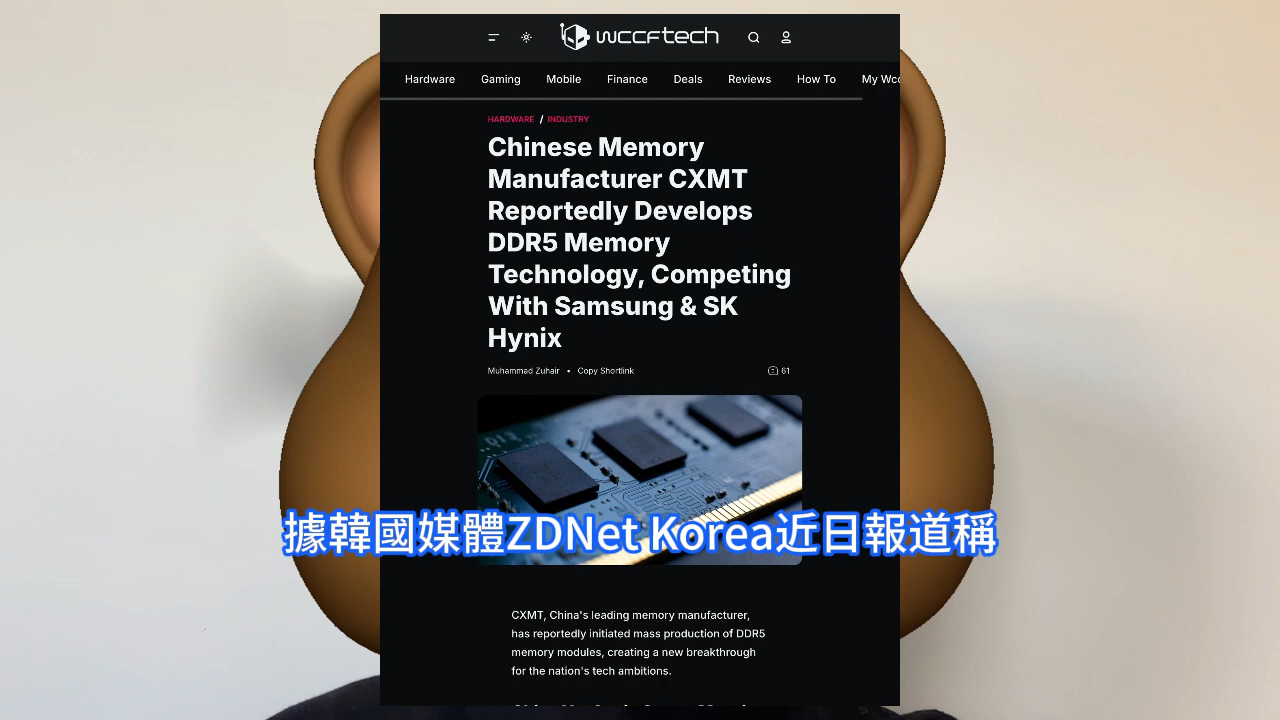 wccftech
Hardware
Gaming
Mobile
Finance
Deals
Reviews
How To
My Wcc
HARDWARE / INDUSTRY
Chinese Memory
Manufacturer CXMT
Reportedly Develops
DDR5 Memory
Technology, Competing
With Samsung & SK
Hynix
Muhammad Zuhair • Copy Shortlink
61
據韓國媒體ZDNet Korea近日報道稱
CXMT, China's leading memory manufacturer,
has reportedly initiated mass production of DDR5
memory modules, creating a new breakthrough
for the nation's tech ambitions.